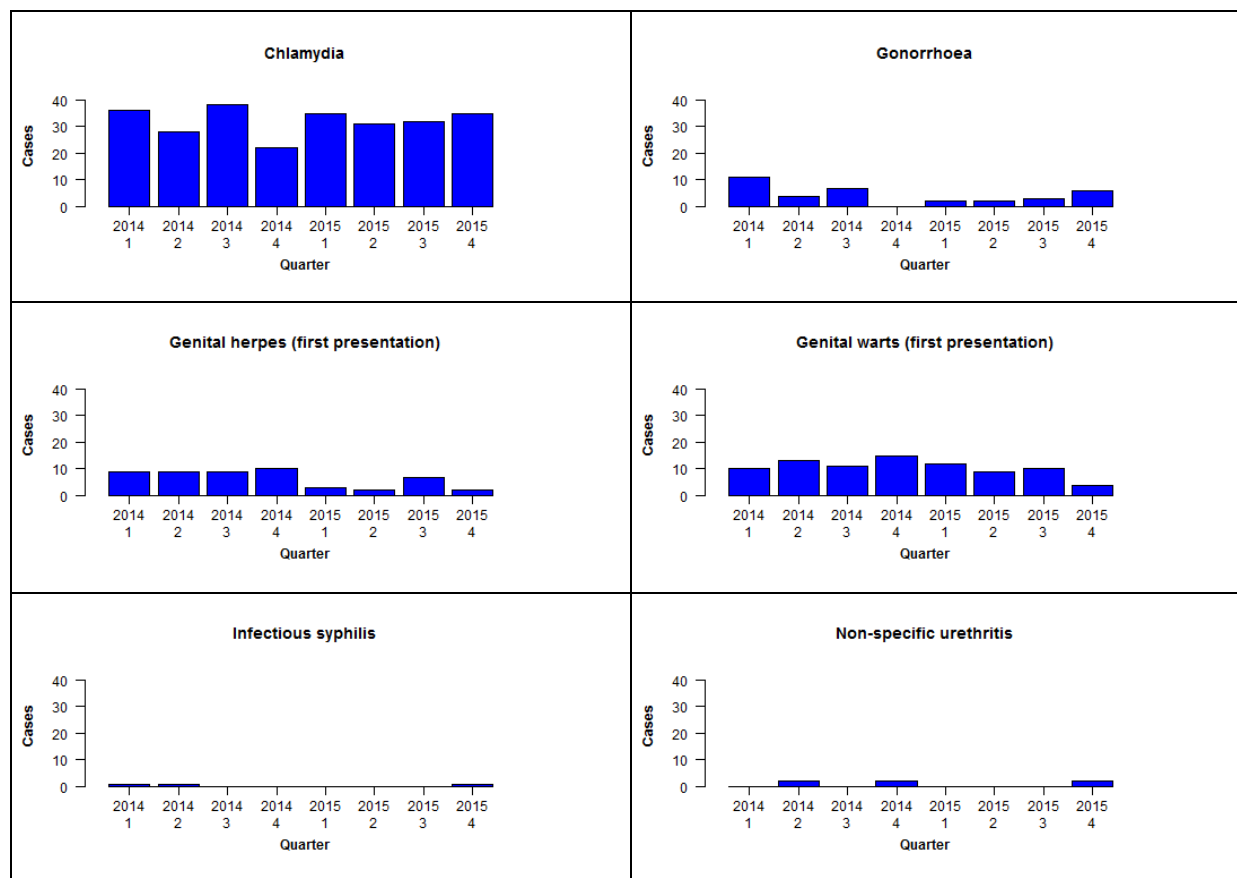 Chlamydia
Cases
40
30
20
10
0
2014 2014 2014 2014 2015 2015 2015 2015
1 2 3 4 1 2 3 4
Quarter
Gonorrhoea
Cases
40
30
20
10
0
2014 2014 2014 2014 2015 2015 2015 2015
1 2 3 4 1 2 3 4
Quarter
Genital herpes (first presentation)
Cases
40
30
20
10
0
2014 2014 2014 2014 2015 2015 2015 2015
1 2 3 4 1 2 3 4
Quarter
Genital warts (first presentation)
Cases
40
30
20
10
0
2014 2014 2014 2014 2015 2015 2015 2015
1 2 3 4 1 2 3 4
Quarter
Infectious syphilis
Cases
40
30
20
10
0
2014 2014 2014 2014 2015 2015 2015 2015
1 2 3 4 1 2 3 4
Quarter
Non-specific urethritis
Cases
40
30
20
10
0
2014 2014 2014 2014 2015 2015 2015 2015
1 2 3 4 1 2 3 4
Quarter